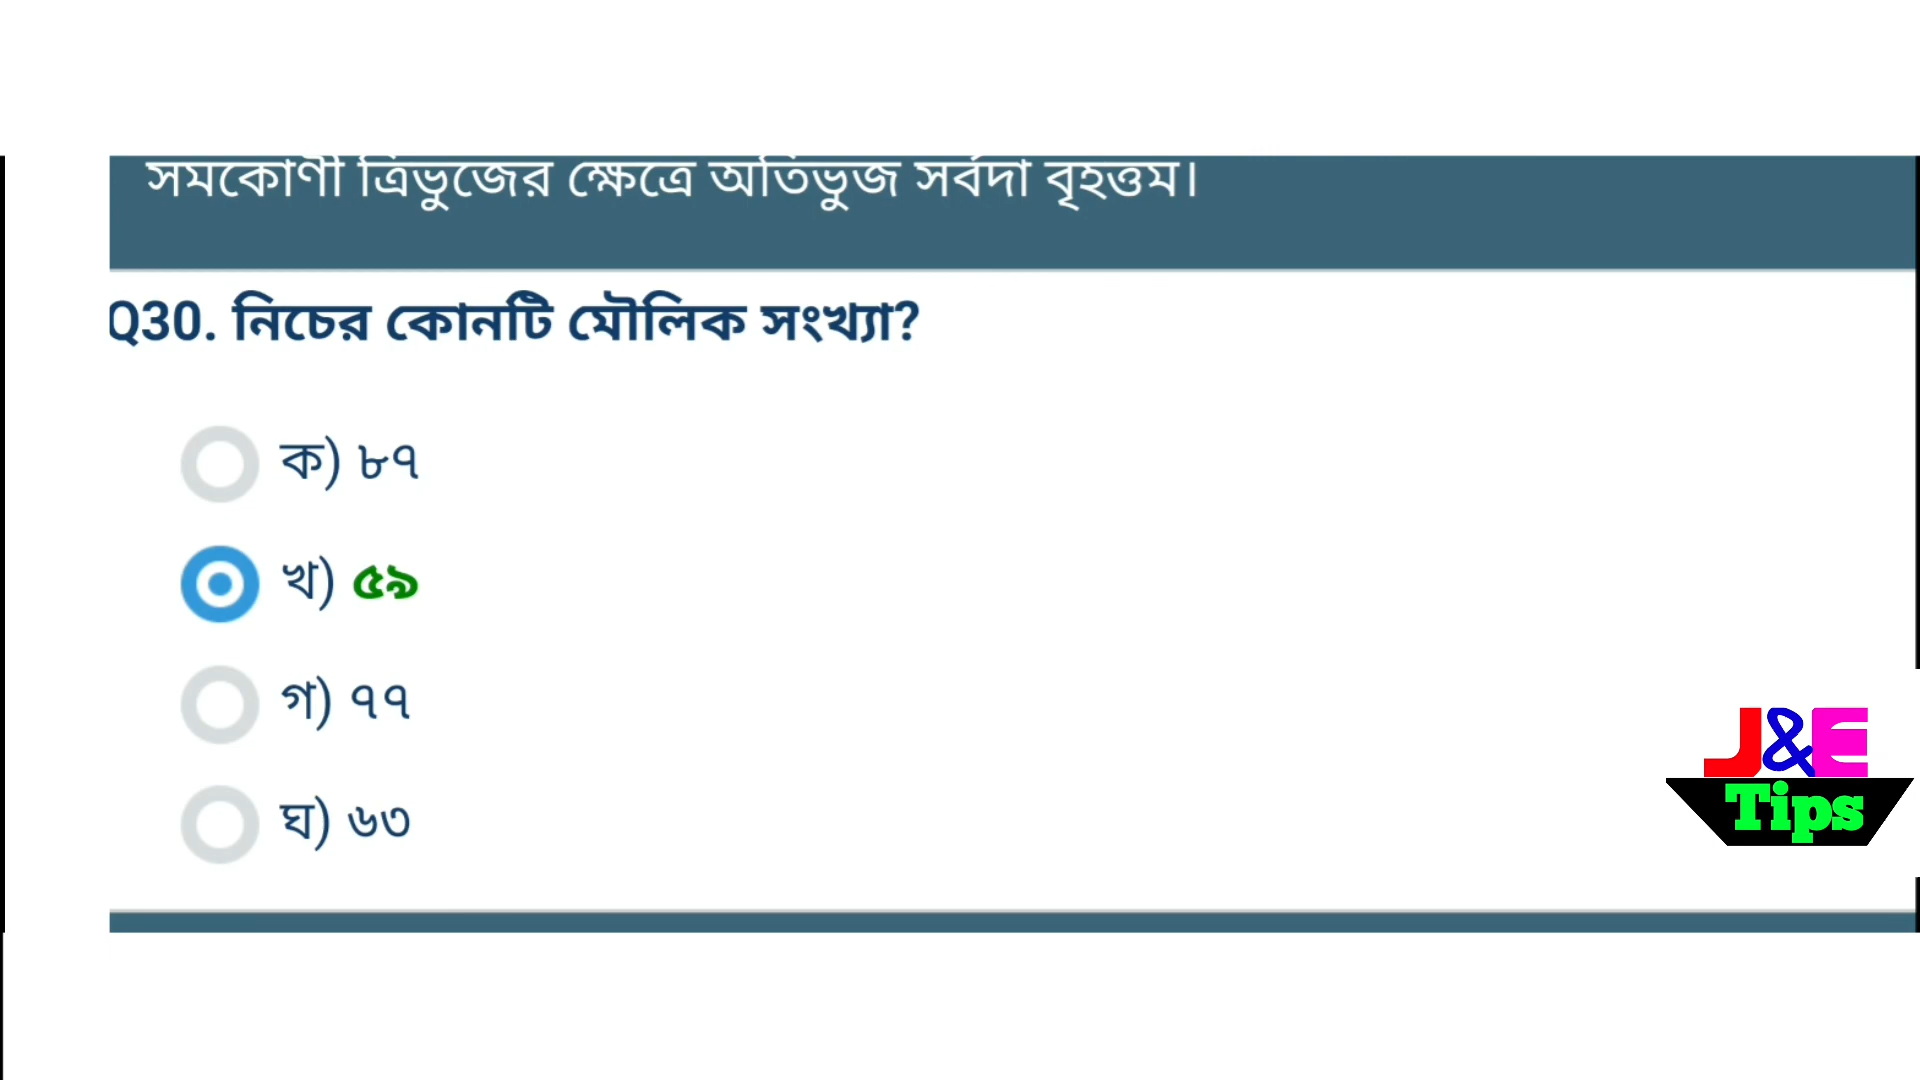 সমকোণী ত্রিভুজের ক্ষেত্রে অতিভুজ সর্বদা বৃহত্তম।
Q30. নিচের কোনটি মৌলিক সংখ্যা?
ক) ৮৭
খ) ৫৯
গ) ৭৭
ঘ) ৬৩
J&E
Tips